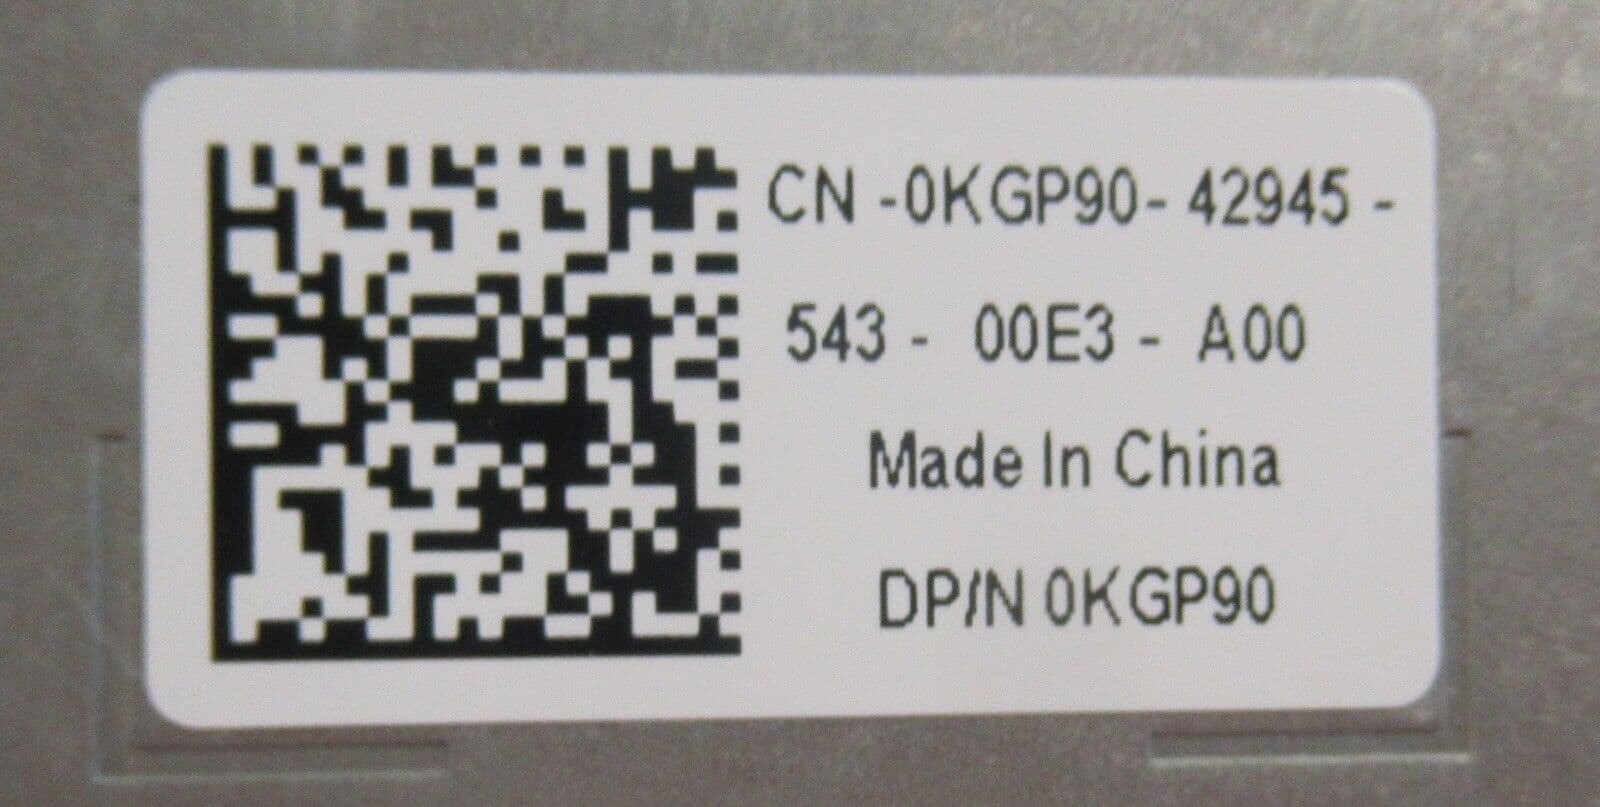 CN -0KGP90- 42945 -
543 - 00E3 - A00
Made In China
DP/N 0KGP90